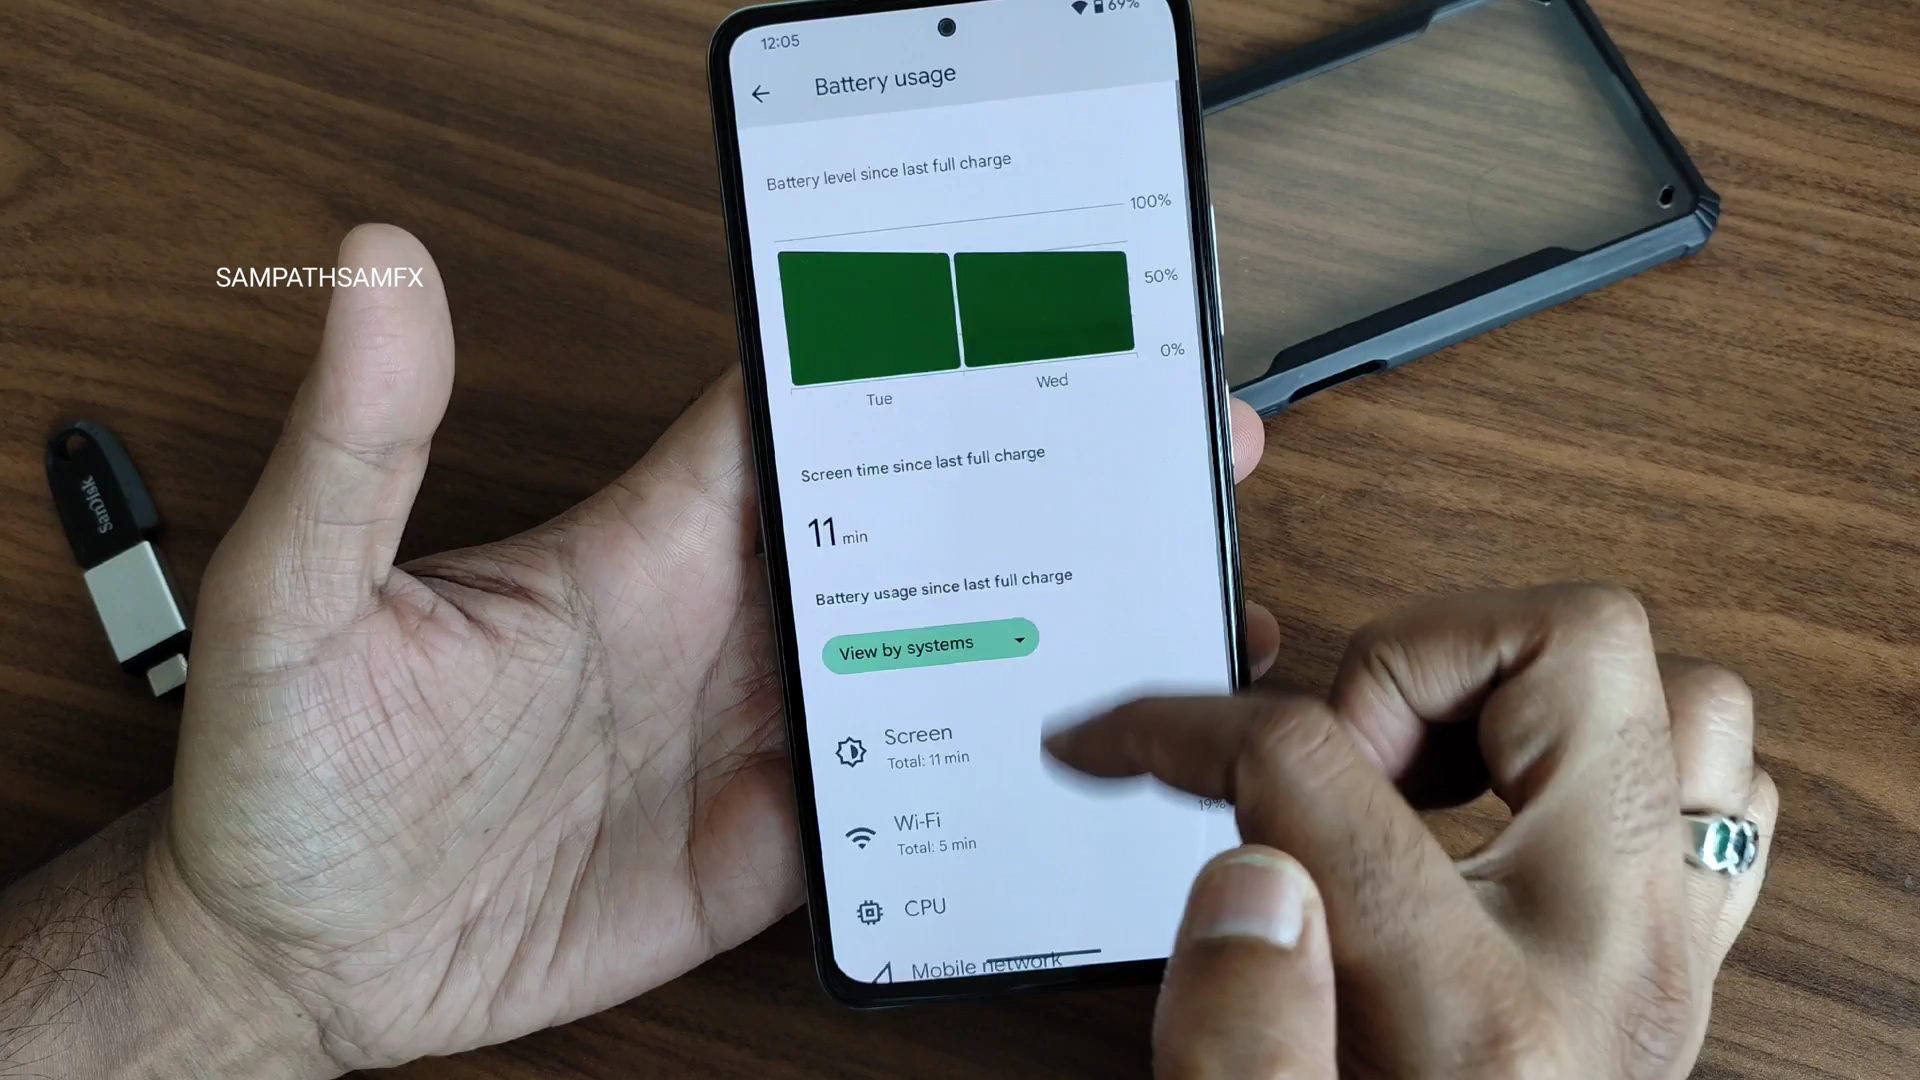 12:05
69%
Battery usage
Battery level since last full charge
100%
50%
0%
Tue
Wed
Screen time since last full charge
11 min
Battery usage since last full charge
View by systems
Screen
Total: 11 min
19%
Wi-Fi
Total: 5 min
CPU
Mobile network
SAMPATHSAMFX
SanDisk